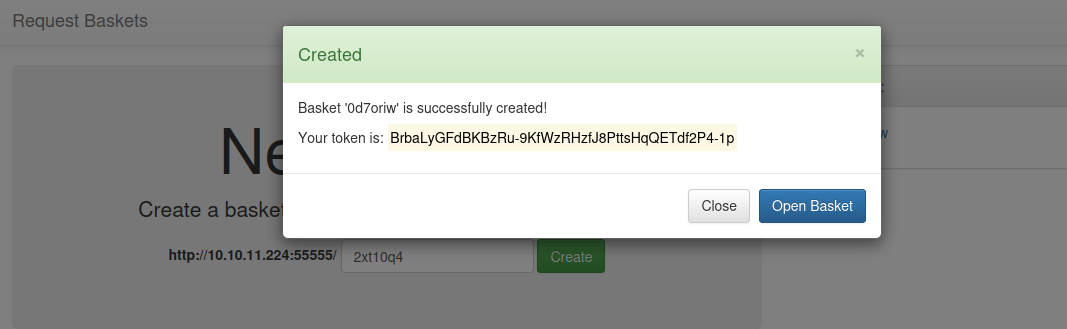 Request Baskets
Created ×
Basket '0d7oriw' is successfully created!
Your token is: BrbaLyGFdBKBzRu-9KfWzRHzfJ8PttsHqQETdf2P4-1p
Close Open Basket
Ne
Create a basket
http://10.10.11.224:55555/ 2xt10q4 Create